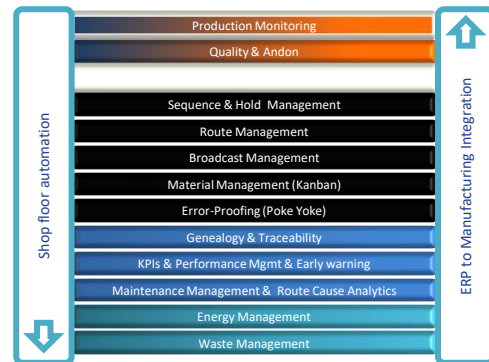 Production Monitoring
Quality & Andon
Sequence & Hold Management
Route Management
Broadcast Management
Material Management (Kanban)
Error-Proofing (Poke Yoke)
Genealogy & Traceability
KPIs & Performance Mgmt & Early warning
Maintenance Management & Route Cause Analytics
Energy Management
Waste Management
Shop floor automation
ERP to Manufacturing Integration